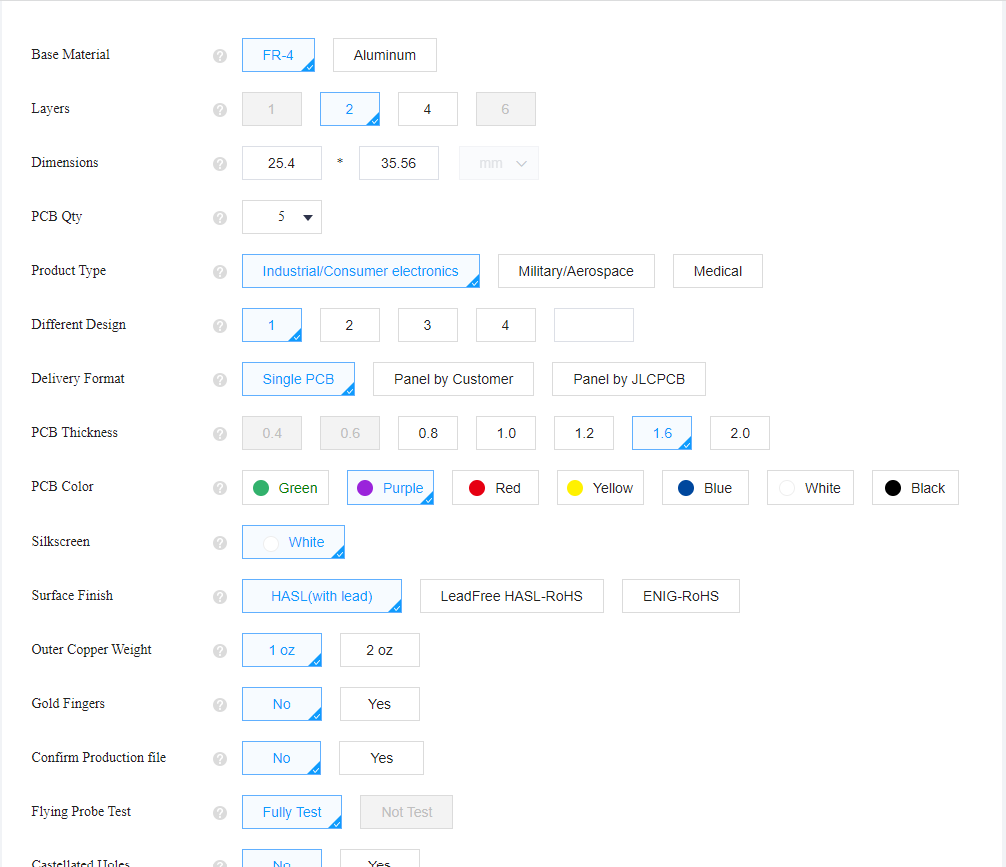 Base Material ? FR-4 Aluminum
Layers ? 1 2 4 6
Dimensions ? 25.4 * 35.56 mm
PCB Qty ? 5
Product Type ? Industrial/Consumer electronics Military/Aerospace Medical
Different Design ? 1 2 3 4
Delivery Format ? Single PCB Panel by Customer Panel by JLCPCB
PCB Thickness ? 0.4 0.6 0.8 1.0 1.2 1.6 2.0
PCB Color ? Green Purple Red Yellow Blue White Black
Silkscreen ? White
Surface Finish ? HASL(with lead) LeadFree HASL-RoHS ENIG-RoHS
Outer Copper Weight ? 1 oz 2 oz
Gold Fingers ? No Yes
Confirm Production file ? No Yes
Flying Probe Test ? Fully Test Not Test
Castellated Holes ? No Yes